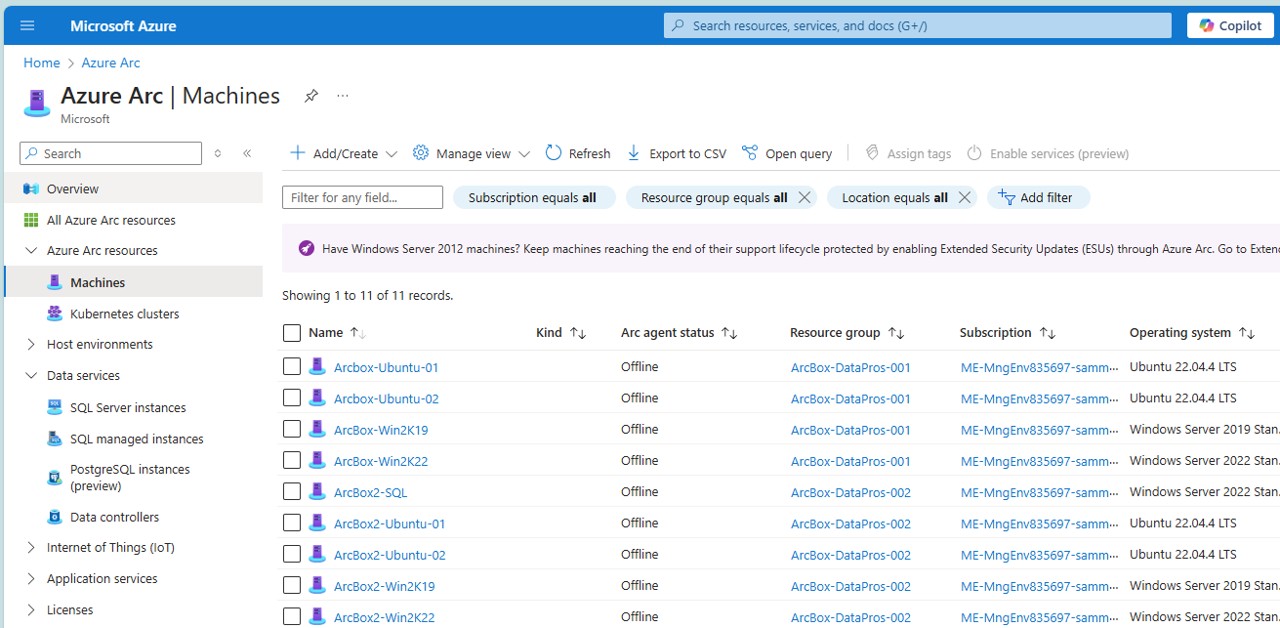 Microsoft Azure
Search resources, services, and docs (G+/)
Copilot
Home > Azure Arc
Azure Arc | Machines
Microsoft
Search
Add/Create
Manage view
Refresh
Export to CSV
Open query
Assign tags
Enable services (preview)
Overview
All Azure Arc resources
Azure Arc resources
Machines
Kubernetes clusters
Host environments
Data services
SQL Server instances
SQL managed instances
PostgreSQL instances
(preview)
Data controllers
Internet of Things (IoT)
Application services
Licenses
Filter for any field...
Subscription equals all
Resource group equals all
Location equals all
Add filter
Have Windows Server 2012 machines? Keep machines reaching the end of their support lifecycle protected by enabling Extended Security Updates (ESUs) through Azure Arc. Go to Exten
Showing 1 to 11 of 11 records.
Name Kind Arc agent status Resource group Subscription Operating system
Arcbox-Ubuntu-01 Offline ArcBox-DataPros-001 ME-MngEnv835697-samm... Ubuntu 22.04.4 LTS
Arcbox-Ubuntu-02 Offline ArcBox-DataPros-001 ME-MngEnv835697-samm... Ubuntu 22.04.4 LTS
ArcBox-Win2K19 Offline ArcBox-DataPros-001 ME-MngEnv835697-samm... Windows Server 2019 Stan.
ArcBox-Win2K22 Offline ArcBox-DataPros-001 ME-MngEnv835697-samm... Windows Server 2022 Stan.
ArcBox2-SQL Offline ArcBox-DataPros-002 ME-MngEnv835697-samm... Windows Server 2022 Stan.
ArcBox2-Ubuntu-01 Offline ArcBox-DataPros-002 ME-MngEnv835697-samm... Ubuntu 22.04.4 LTS
ArcBox2-Ubuntu-02 Offline ArcBox-DataPros-002 ME-MngEnv835697-samm... Ubuntu 22.04.4 LTS
ArcBox2-Win2K19 Offline ArcBox-DataPros-002 ME-MngEnv835697-samm... Windows Server 2019 Stan.
ArcBox2-Win2K22 Offline ArcBox-DataPros-002 ME-MngEnv835697-samm... Windows Server 2022 Stan.